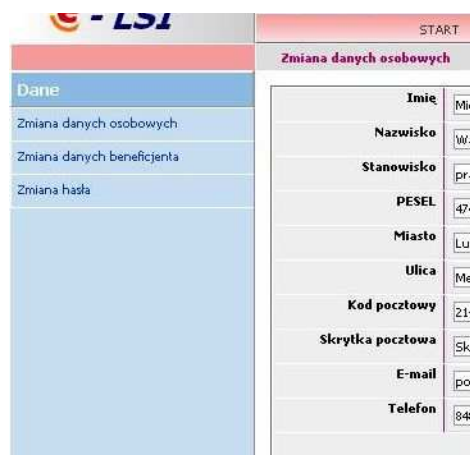 e - LSI
START
Zmiana danych osobowych
Dane
Zmiana danych osobowych
Zmiana danych beneficjenta
Zmiana hasła
Imię
Nazwisko
Stanowisko
PESEL
Miasto
Ulica
Kod pocztowy
Skrytka pocztowa
E-mail
Telefon